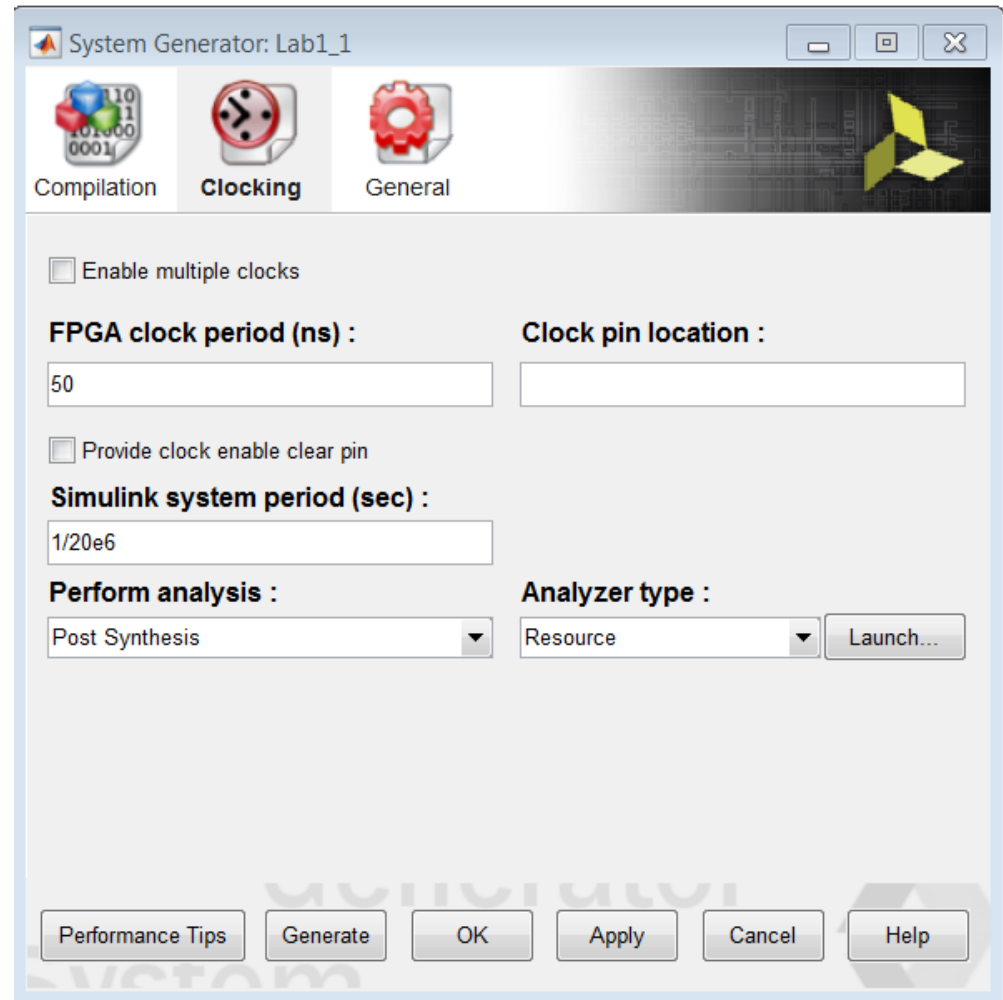 System Generator: Lab1_1
Compilation Clocking General
Enable multiple clocks
FPGA clock period (ns) : Clock pin location :
50
Provide clock enable clear pin
Simulink system period (sec) :
1/20e6
Perform analysis : Analyzer type :
Post Synthesis Resource Launch...
Performance Tips Generate OK Apply Cancel Help